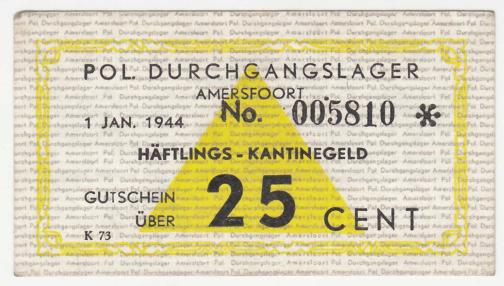 POL. DURCHGANGSLAGER
AMERSFOORT
1 JAN. 1944 No. 005810 *
HÄFTLINGS - KANTINEGELD
GUTSCHEIN
ÜBER 25 CENT
K 73